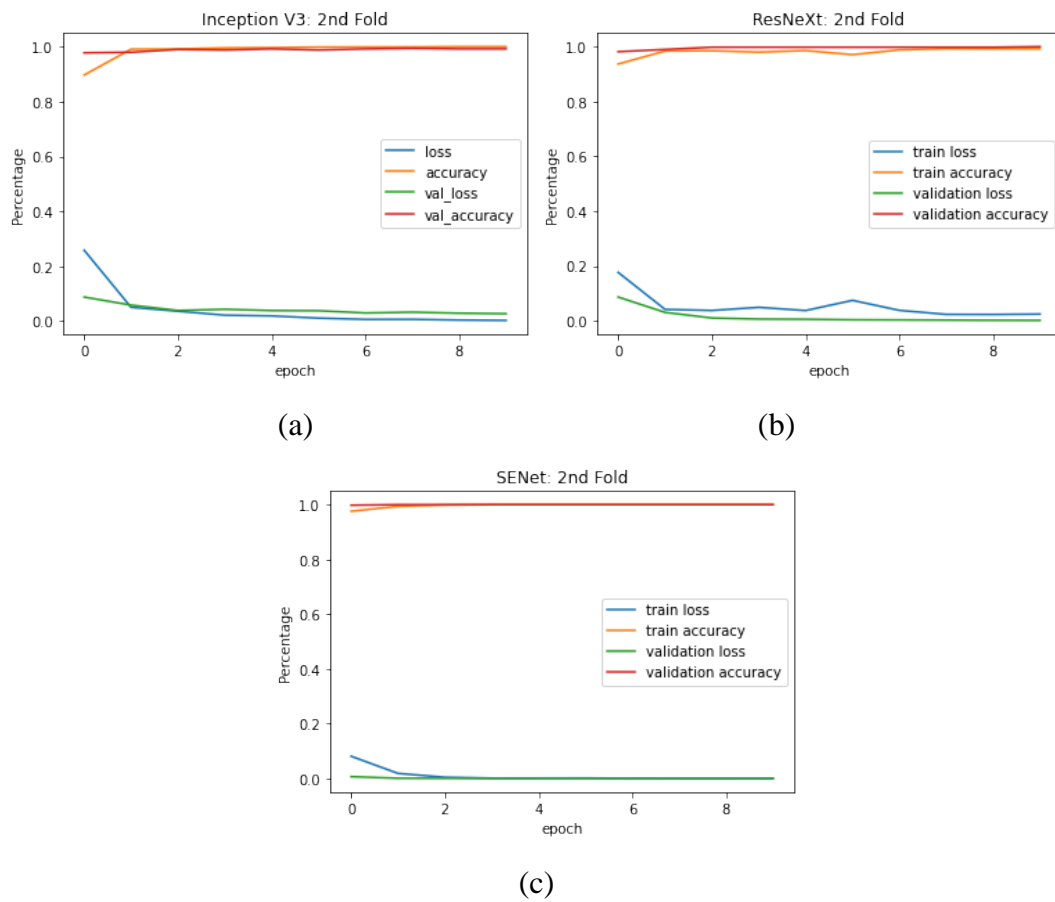 Inception V3: 2nd Fold
1.0
0.8
0.6
0.4
0.2
0.0
Percentage
loss
accuracy
val_loss
val_accuracy
0 2 4 6 8
epoch
(a)
ResNeXt: 2nd Fold
1.0
0.8
0.6
0.4
0.2
0.0
Percentage
train loss
train accuracy
validation loss
validation accuracy
0 2 4 6 8
epoch
(b)
SENet: 2nd Fold
1.0
0.8
0.6
0.4
0.2
0.0
Percentage
train loss
train accuracy
validation loss
validation accuracy
0 2 4 6 8
epoch
(c)